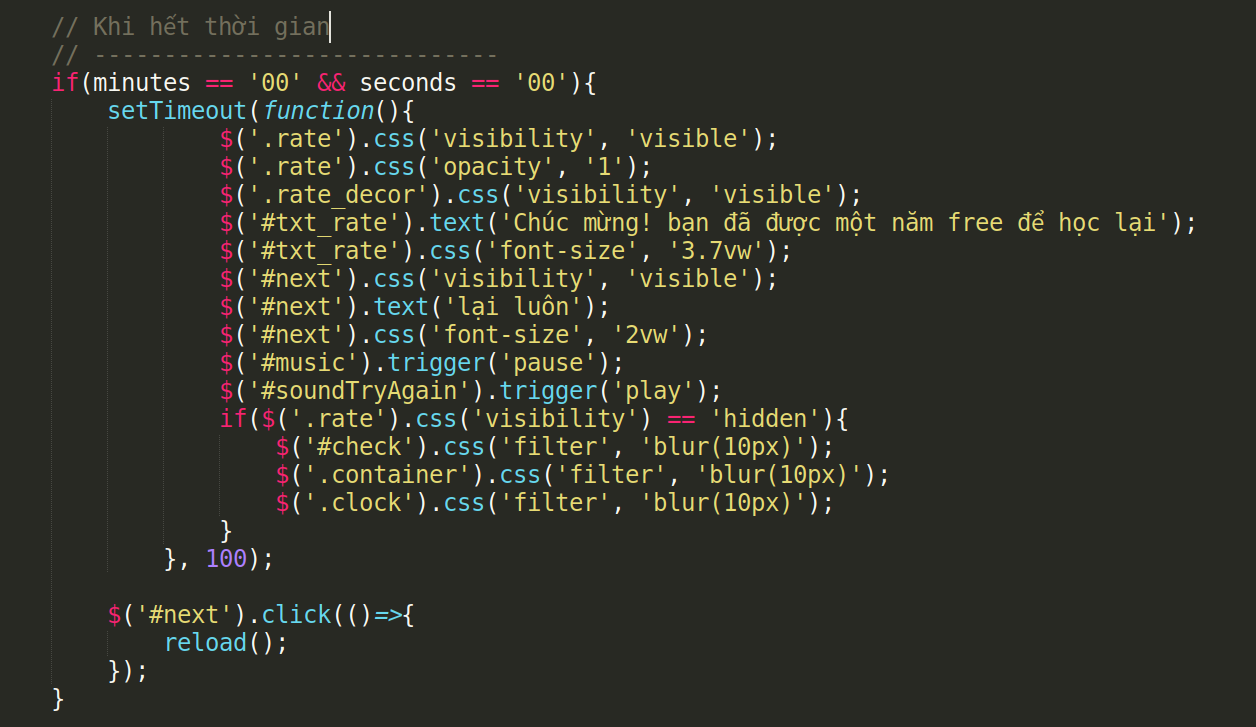 // Khi hết thời gian
// -----------------------------
if(minutes == '00' && seconds == '00'){
    setTimeout(function(){
            $('.rate').css('visibility', 'visible');
            $('.rate').css('opacity', '1');
            $('.rate_decor').css('visibility', 'visible');
            $('#txt_rate').text('Chúc mừng! bạn đã được một năm free để học lại');
            $('#txt_rate').css('font-size', '3.7vw');
            $('#next').css('visibility', 'visible');
            $('#next').text('lại luôn');
            $('#next').css('font-size', '2vw');
            $('#music').trigger('pause');
            $('#soundTryAgain').trigger('play');
            if($('.rate').css('visibility') == 'hidden'){
                $('#check').css('filter', 'blur(10px)');
                $('.container').css('filter', 'blur(10px)');
                $('.clock').css('filter', 'blur(10px)');
            }
        }, 100);

    $('#next').click(()=>{
        reload();
    });
}